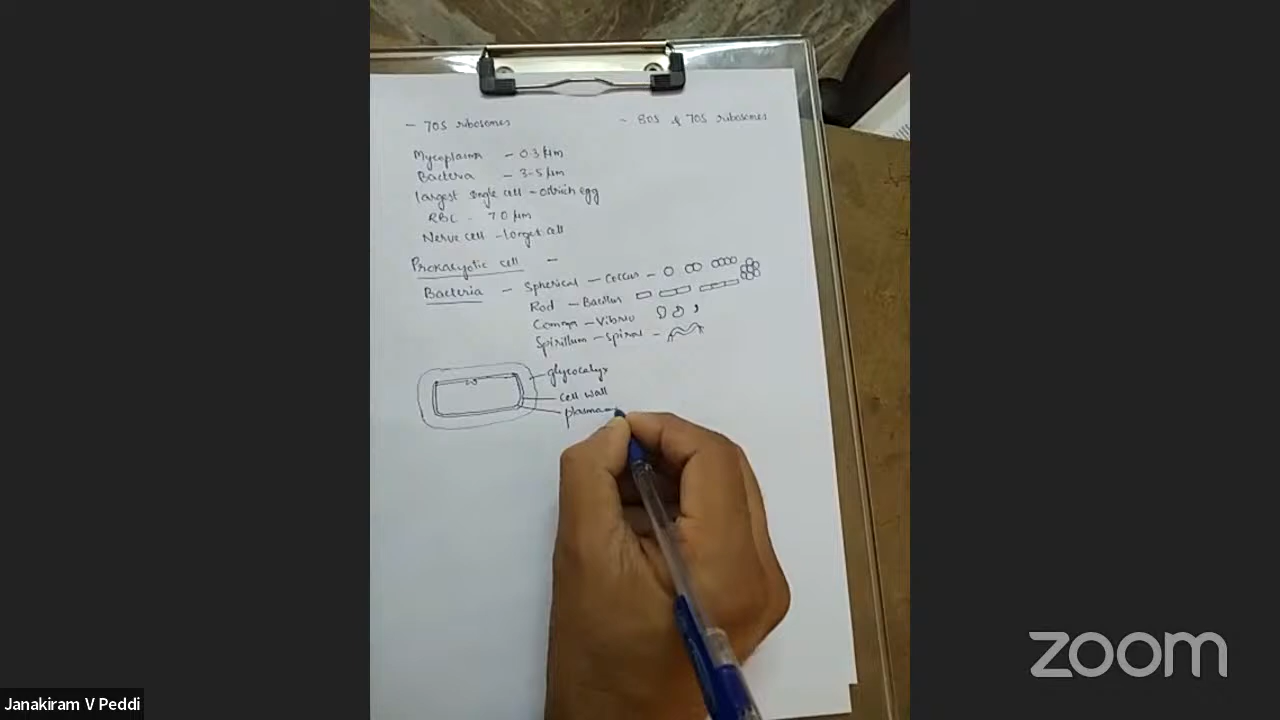 - 70S ribosomes - 80S & 70S ribosomes
Mycoplasma - 0.3 μm
Bacteria - 3-5 μm
largest single cell - ostrich egg
RBC - 7.0 μm
Nerve cell - longest cell
Prokaryotic cell -
Bacteria - Spherical - Coccus -
Rod - Bacillus
Comma - Vibrio
Spirillum - Spiral -
glycocalyx
cell wall
plasma
zoom
Janakiram V Peddi